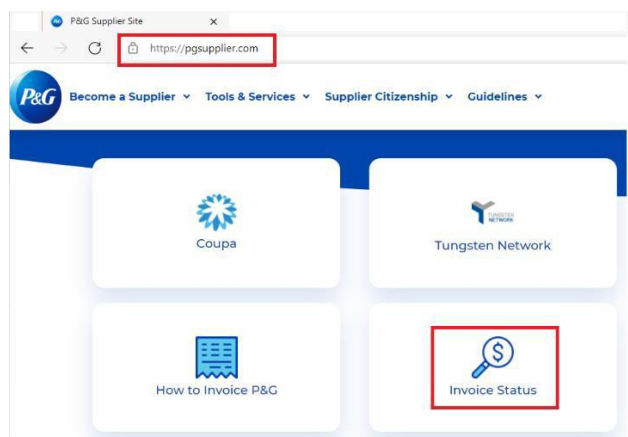 P&G Supplier Site
https://pgsupplier.com
P&G Become a Supplier Tools & Services Supplier Citizenship Guidelines
Coupa
TUNGSTEN
NETWORK
Tungsten Network
How to Invoice P&G
$
Invoice Status